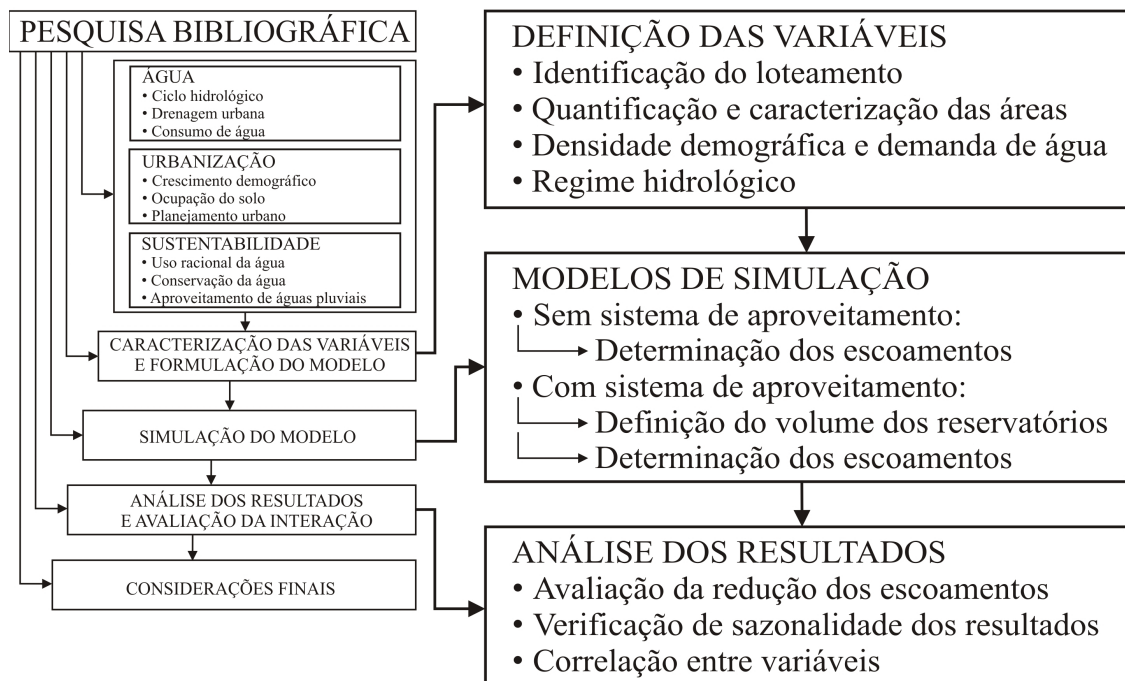 PESQUISA BIBLIOGRÁFICA
ÁGUA
• Ciclo hidrológico
• Drenagem urbana
• Consumo de água
URBANIZAÇÃO
• Crescimento demográfico
• Ocupação do solo
• Planejamento urbano
SUSTENTABILIDADE
• Uso racional da água
• Conservação da água
• Aproveitamento de águas pluviais
CARACTERIZAÇÃO DAS VARIÁVEIS
E FORMULAÇÃO DO MODELO
SIMULAÇÃO DO MODELO
ANÁLISE DOS RESULTADOS
E AVALIAÇÃO DA INTERAÇÃO
CONSIDERAÇÕES FINAIS
DEFINIÇÃO DAS VARIÁVEIS
• Identificação do loteamento
• Quantificação e caracterização das áreas
• Densidade demográfica e demanda de água
• Regime hidrológico
MODELOS DE SIMULAÇÃO
• Sem sistema de aproveitamento:
Determinação dos escoamentos
• Com sistema de aproveitamento:
Definição do volume dos reservatórios
Determinação dos escoamentos
ANÁLISE DOS RESULTADOS
• Avaliação da redução dos escoamentos
• Verificação de sazonalidade dos resultados
• Correlação entre variáveis